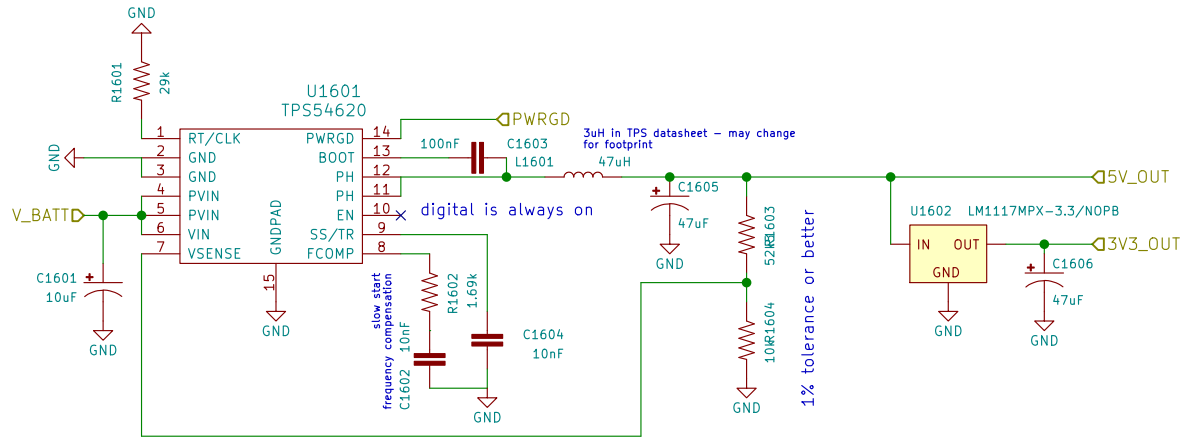 GND
R1601
29k
U1601
TPS54620
1 RT/CLK
2 GND
3 GND
4 PVIN
5 PVIN
6 VIN
7 VSENSE
PWRGD 14
BOOT 13
PH 12
PH 11
EN 10
SS/TR 9
FCOMP 8
GNDPAD
15
GND
GND
V_BATT
C1601
10uF
GND
PWRGD
100nF
C1603
L1601
47uH
3uH in TPS datasheet – may change
for footprint
digital is always on
C1605
47uF
GND
slow start
frequency compensation
R1602
1.69k
10nF
C1602
C1604
10nF
GND
R1603
R1604
10k
GND
1% tolerance or better
5V_OUT
U1602
LM1117MPX-3.3/NOPB
IN OUT
GND
GND
3V3_OUT
C1606
47uF
GND